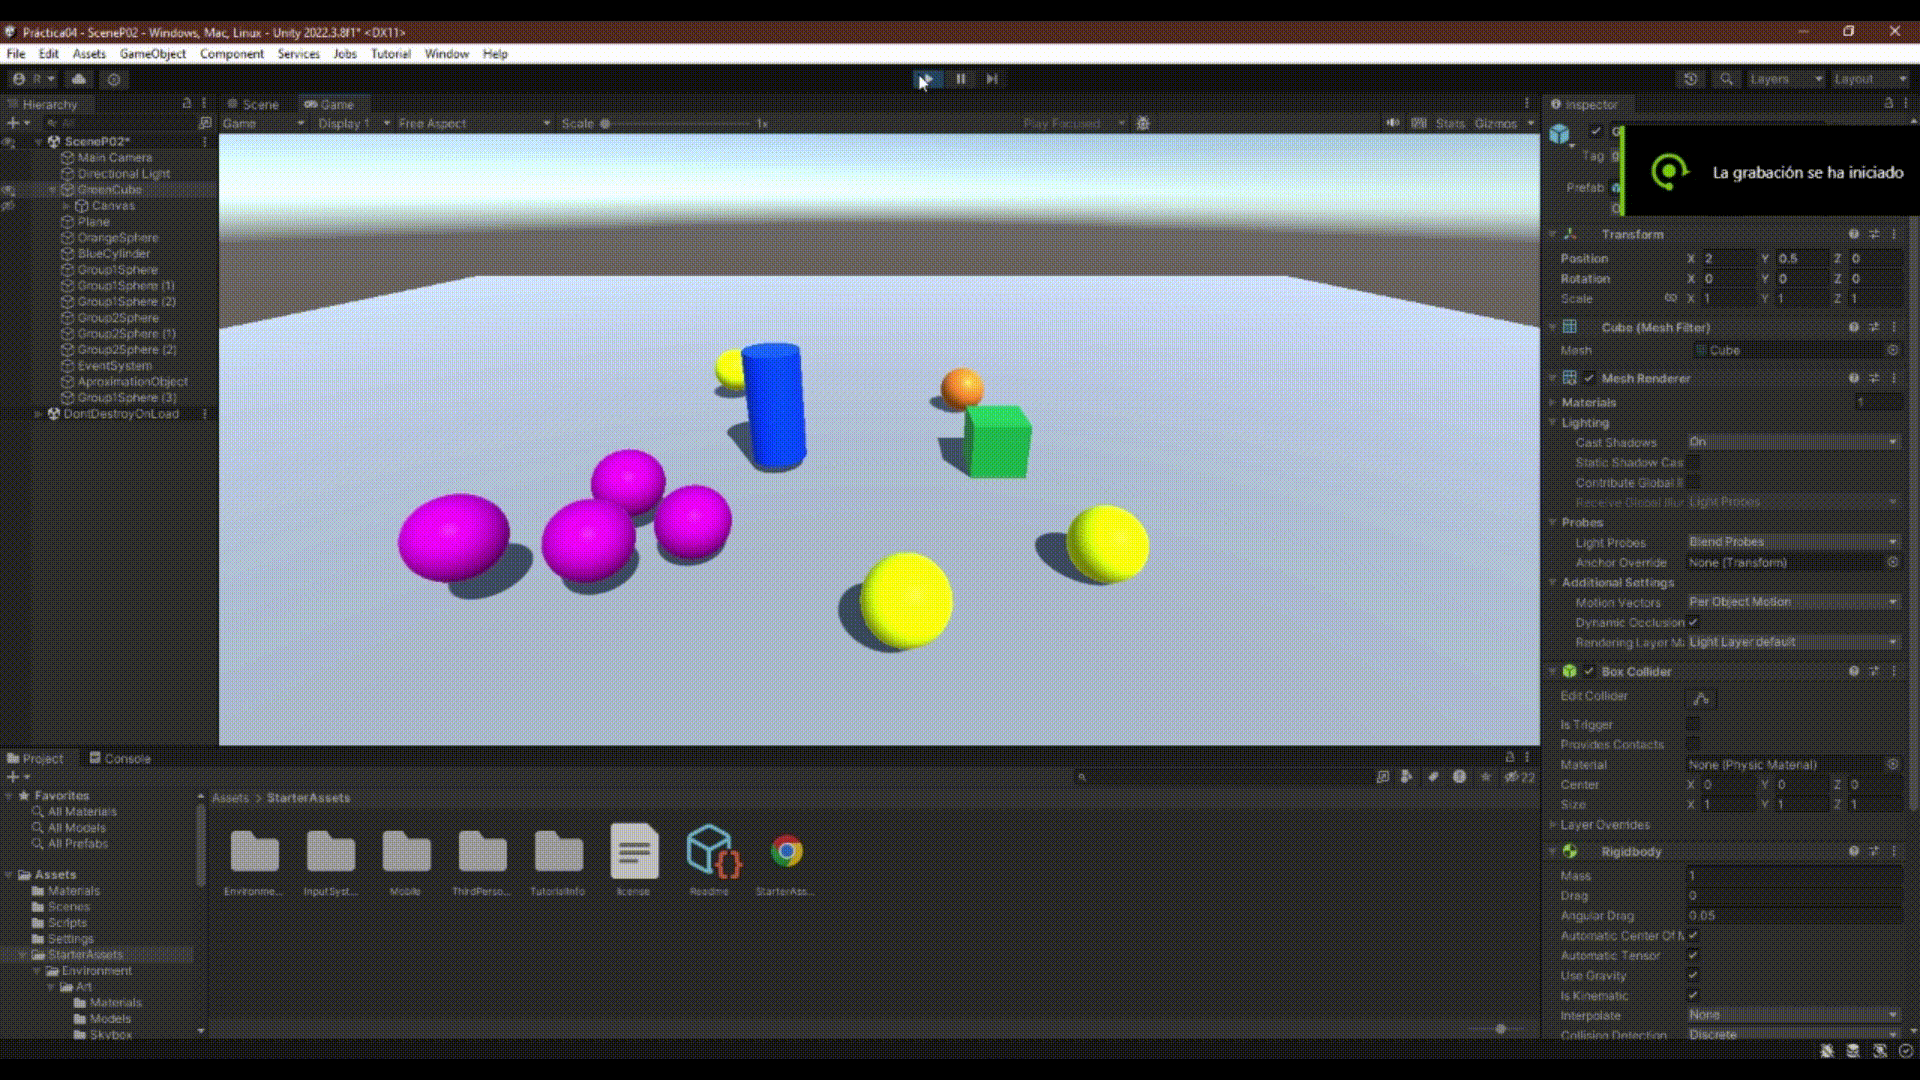 Práctica04 - SceneP02 - Windows, Mac, Linux - Unity 2022.3.8f1* <DX11>
File Edit Assets GameObject Component Services Jobs Tutorial Window Help
R Layers Layout
Hierarchy
All
SceneP02*
Main Camera
Directional Light
GreenCube
Canvas
Plane
OrangeSphere
BlueCylinder
Group1Sphere
Group1Sphere (1)
Group1Sphere (2)
Group2Sphere
Group2Sphere (1)
Group2Sphere (2)
EventSystem
AproximationObject
Group1Sphere (3)
DontDestroyOnLoad
Scene Game
Game Display 1 Free Aspect Scale 1x Play Focused Stats Gizmos
Inspector
Tag
Prefab
La grabación se ha iniciado
Transform
Position X 2 Y 0.5 Z 0
Rotation X 0 Y 0 Z 0
Scale X 1 Y 1 Z 1
Cube (Mesh Filter)
Mesh Cube
Mesh Renderer
Materials 1
Lighting
Cast Shadows On
Static Shadow Cas
Contribute Global I
Receive Global Illur Light Probes
Probes
Light Probes Blend Probes
Anchor Override None (Transform)
Additional Settings
Motion Vectors Per Object Motion
Dynamic Occlusion
Rendering Layer M Light Layer default
Box Collider
Edit Collider
Is Trigger
Provides Contacts
Material None (Physic Material)
Center X 0 Y 0 Z 0
Size X 1 Y 1 Z 1
Layer Overrides
Rigidbody
Mass 1
Drag 0
Angular Drag 0.05
Automatic Center Of M
Automatic Tensor
Use Gravity
Is Kinematic
Interpolate None
Collision Detection Discrete
Project Console
22
Favorites
All Materials
All Models
All Prefabs
Assets
Materials
Scenes
Scripts
Settings
StarterAssets
Environment
Art
Materials
Models
Skybox
Assets > StarterAssets
Environme... InputSyst... Mobile ThirdPerso... TutorialInfo license Readme StarterAss...